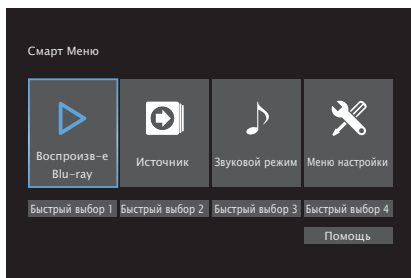 Смарт Меню
Воспроизв-е
Blu-ray
Источник
Звуковой режим
Меню настройки
Быстрый выбор 1
Быстрый выбор 2
Быстрый выбор 3
Быстрый выбор 4
Помощь